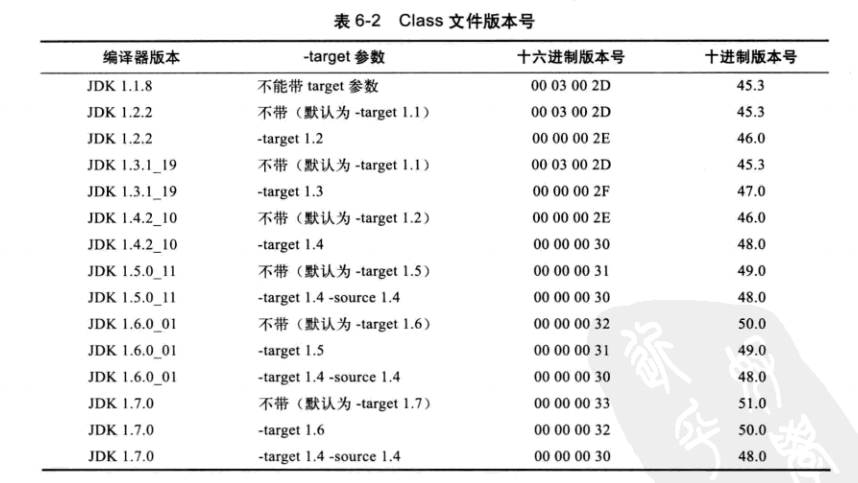 表 6-2 Class 文件版本号
编译器版本 -target 参数 十六进制版本号 十进制版本号
JDK 1.1.8 不能带 target 参数 00 03 00 2D 45.3
JDK 1.2.2 不带（默认为 -target 1.1） 00 03 00 2D 45.3
JDK 1.2.2 -target 1.2 00 00 00 2E 46.0
JDK 1.3.1_19 不带（默认为 -target 1.1） 00 03 00 2D 45.3
JDK 1.3.1_19 -target 1.3 00 00 00 2F 47.0
JDK 1.4.2_10 不带（默认为 -target 1.2） 00 00 00 2E 46.0
JDK 1.4.2_10 -target 1.4 00 00 00 30 48.0
JDK 1.5.0_11 不带（默认为 -target 1.5） 00 00 00 31 49.0
JDK 1.5.0_11 -target 1.4 -source 1.4 00 00 00 30 48.0
JDK 1.6.0_01 不带（默认为 -target 1.6） 00 00 00 32 50.0
JDK 1.6.0_01 -target 1.5 00 00 00 31 49.0
JDK 1.6.0_01 -target 1.4 -source 1.4 00 00 00 30 48.0
JDK 1.7.0 不带（默认为 -target 1.7） 00 00 00 33 51.0
JDK 1.7.0 -target 1.6 00 00 00 32 50.0
JDK 1.7.0 -target 1.4 -source 1.4 00 00 00 30 48.0